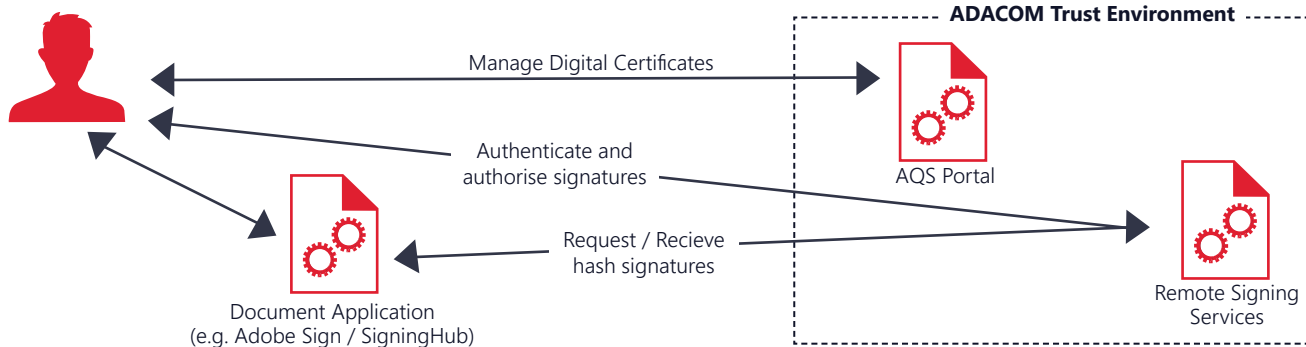 ADACOM Trust Environment
Manage Digital Certificates
Authenticate and
authorise signatures
AQS Portal
Request / Recieve
hash signatures
Document Application
(e.g. Adobe Sign / SigningHub)
Remote Signing
Services